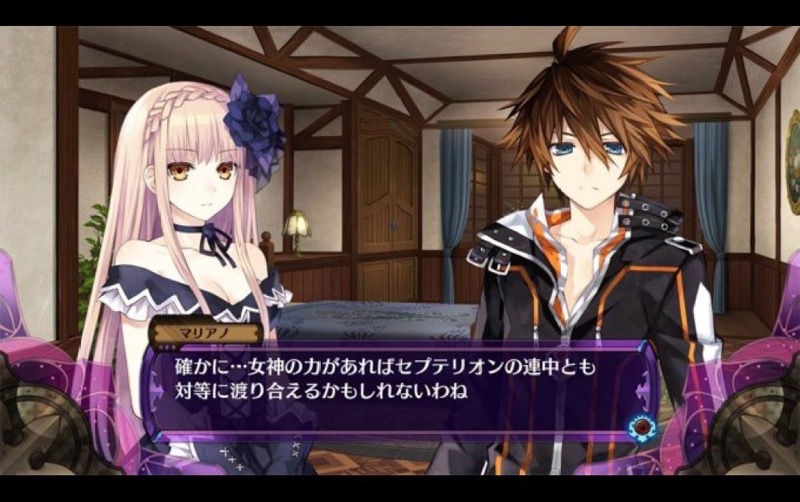 マリアノ
確かに…女神の力があればセプテリオンの連中とも
対等に渡り合えるかもしれないわね